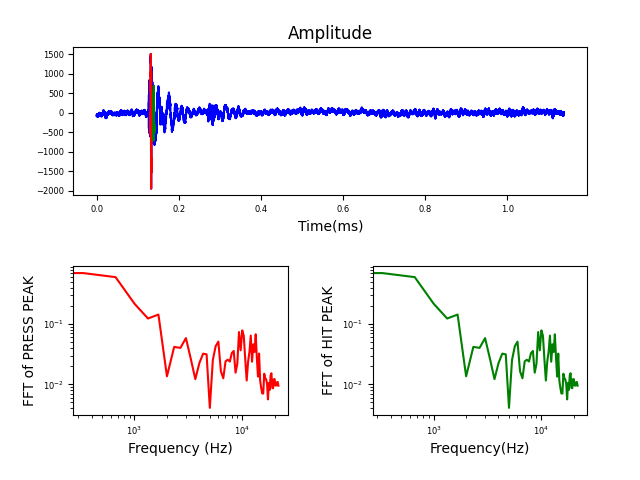 Amplitude
1500
1000
500
0
−500
−1000
−1500
−2000
0.0 0.2 0.4 0.6 0.8 1.0
Time(ms)
FFT of PRESS PEAK
10⁻¹
10⁻²
10³ 10⁴
Frequency (Hz)
FFT of HIT PEAK
10⁻¹
10⁻²
10³ 10⁴
Frequency(Hz)